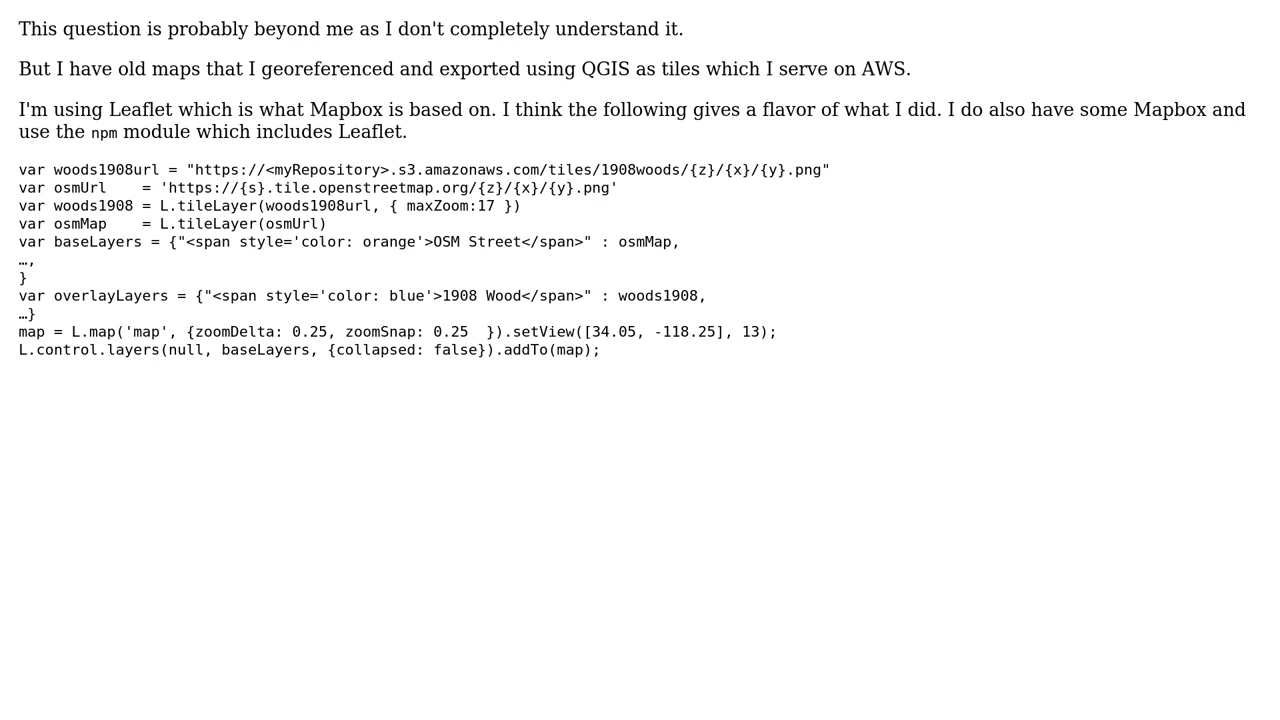 This question is probably beyond me as I don't completely understand it.
But I have old maps that I georeferenced and exported using QGIS as tiles which I serve on AWS.
I'm using Leaflet which is what Mapbox is based on. I think the following gives a flavor of what I did. I do also have some Mapbox and
use the npm module which includes Leaflet.
var woods1908url = "https://<myRepository>.s3.amazonaws.com/tiles/1908woods/{z}/{x}/{y}.png"
var osmUrl    = 'https://{s}.tile.openstreetmap.org/{z}/{x}/{y}.png'
var woods1908 = L.tileLayer(woods1908url, { maxZoom:17 })
var osmMap    = L.tileLayer(osmUrl)
var baseLayers = {"<span style='color: orange'>OSM Street</span>" : osmMap,
…,
}
var overlayLayers = {"<span style='color: blue'>1908 Wood</span>" : woods1908,
…}
map = L.map('map', {zoomDelta: 0.25, zoomSnap: 0.25  }).setView([34.05, -118.25], 13);
L.control.layers(null, baseLayers, {collapsed: false}).addTo(map);